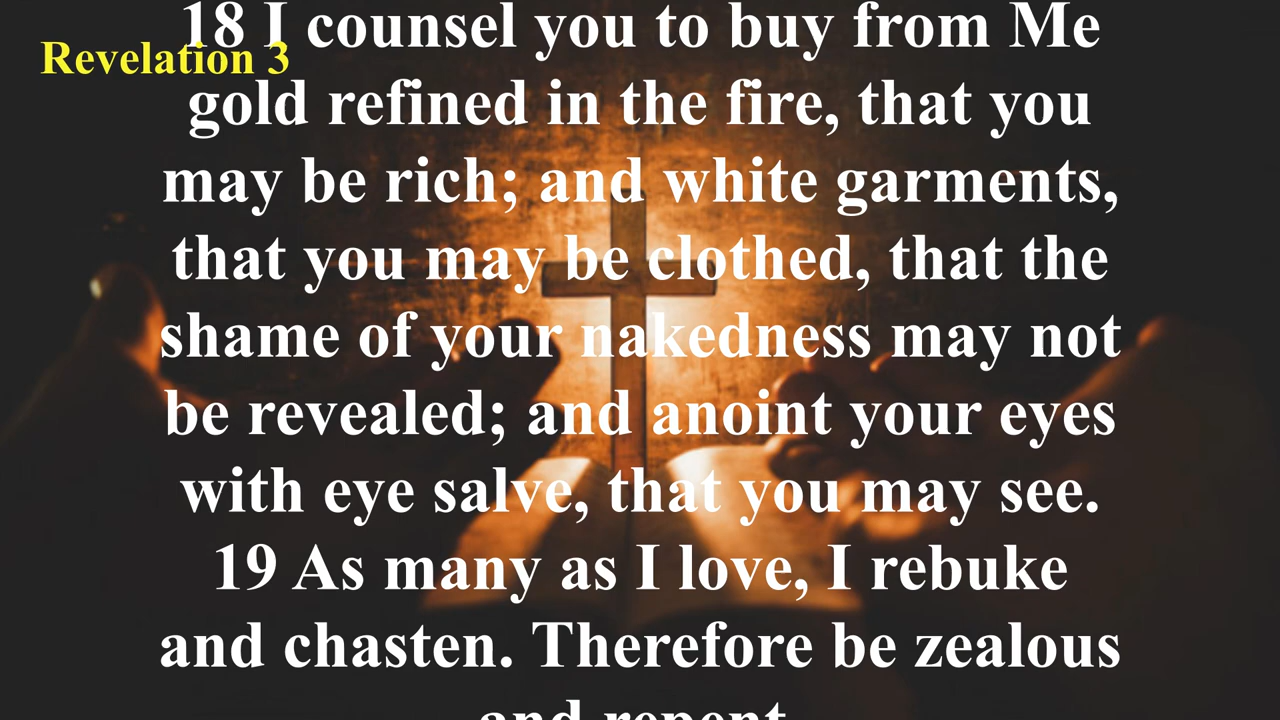 Revelation 3
18 I counsel you to buy from Me
gold refined in the fire, that you
may be rich; and white garments,
that you may be clothed, that the
shame of your nakedness may not
be revealed; and anoint your eyes
with eye salve, that you may see.
19 As many as I love, I rebuke
and chasten. Therefore be zealous
and repent.